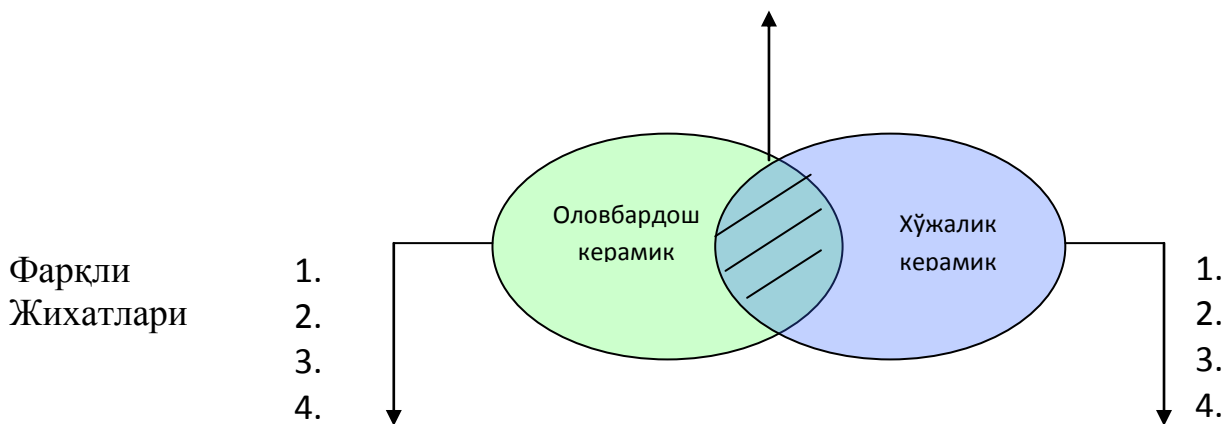 Оловбардош
керамик
Хўжалик
керамик
Фарқли
Жихатлари
1.
2.
3.
4.
1.
2.
3.
4.